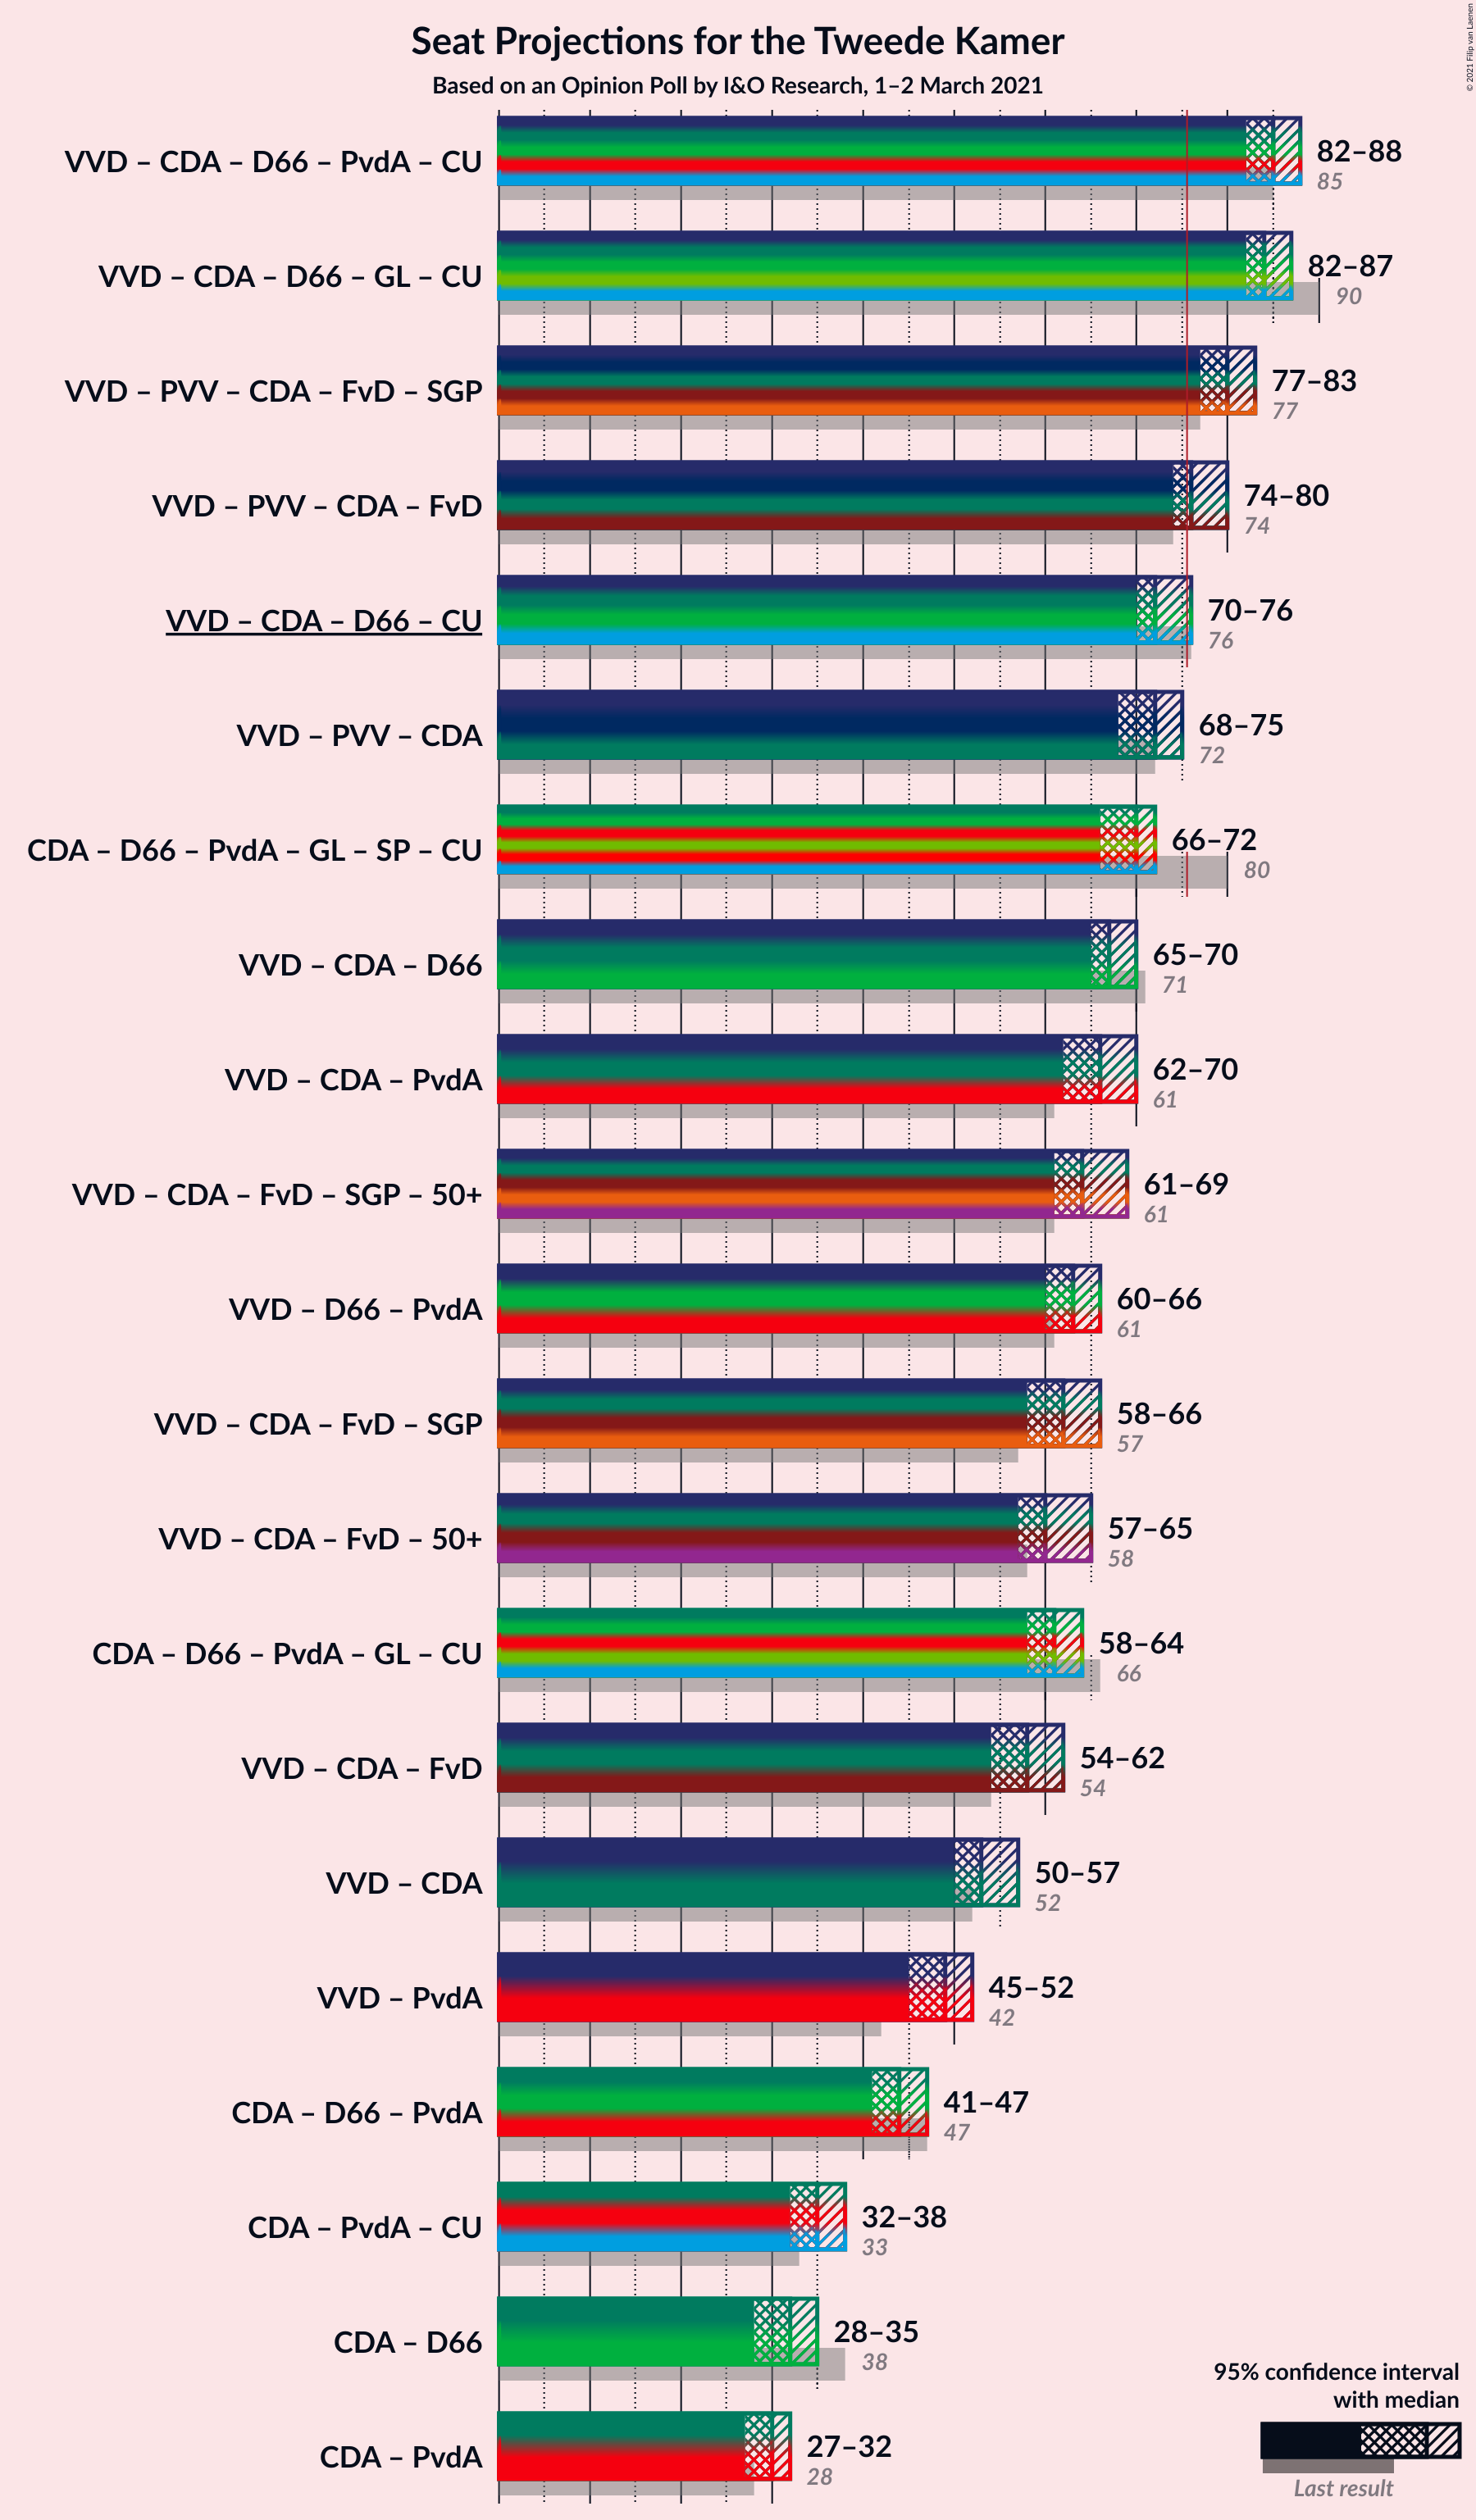 Seat Projections for the Tweede Kamer
Based on an Opinion Poll by I&O Research, 1–2 March 2021
© 2021 Filip van Laenen
VVD – CDA – D66 – PvdA – CU
82–88
85
VVD – CDA – D66 – GL – CU
82–87
90
VVD – PVV – CDA – FvD – SGP
77–83
77
VVD – PVV – CDA – FvD
74–80
74
VVD – CDA – D66 – CU
70–76
76
VVD – PVV – CDA
68–75
72
CDA – D66 – PvdA – GL – SP – CU
66–72
80
VVD – CDA – D66
65–70
71
VVD – CDA – PvdA
62–70
61
VVD – CDA – FvD – SGP – 50+
61–69
61
VVD – D66 – PvdA
60–66
61
VVD – CDA – FvD – SGP
58–66
57
VVD – CDA – FvD – 50+
57–65
58
CDA – D66 – PvdA – GL – CU
58–64
66
VVD – CDA – FvD
54–62
54
VVD – CDA
50–57
52
VVD – PvdA
45–52
42
CDA – D66 – PvdA
41–47
47
CDA – PvdA – CU
32–38
33
CDA – D66
28–35
38
CDA – PvdA
27–32
28
95% confidence interval
with median
Last result